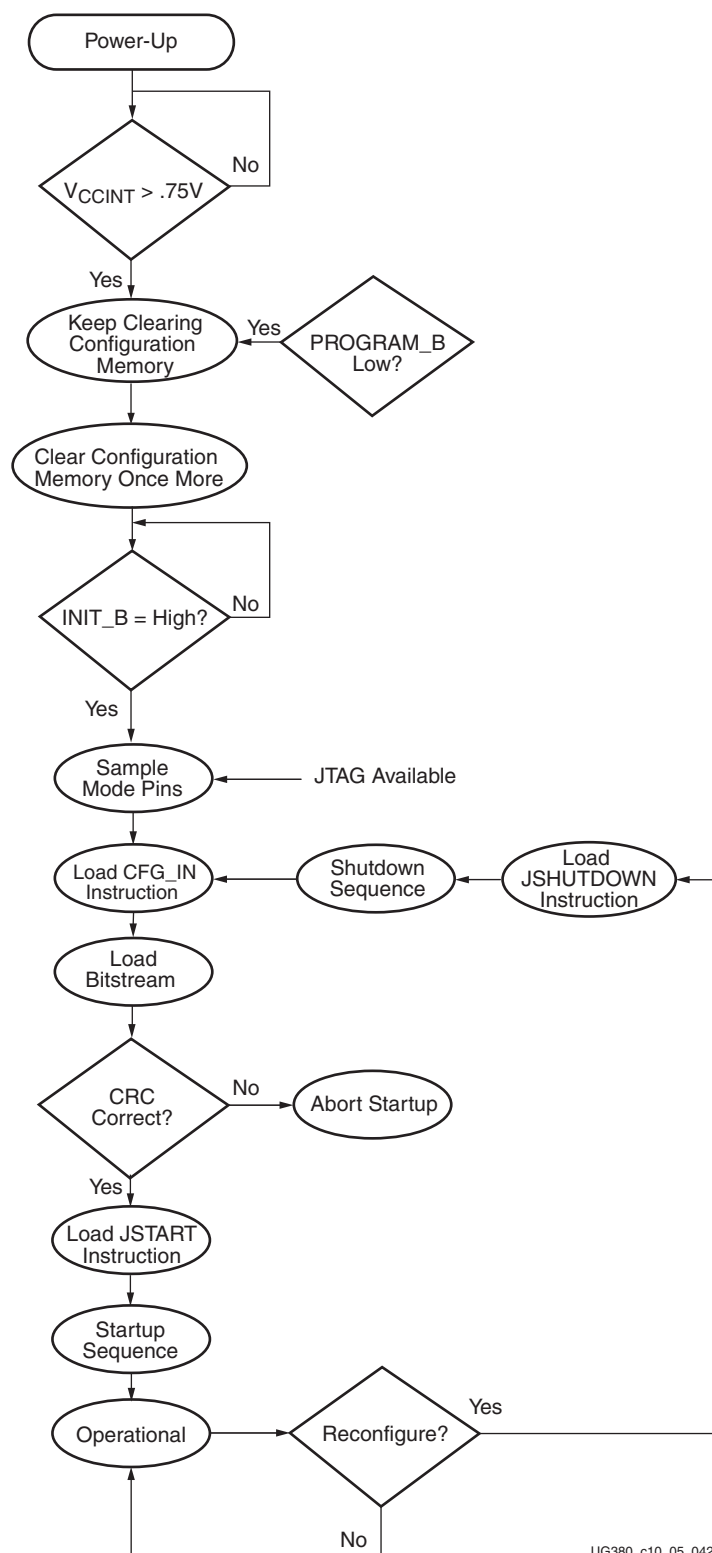 Power-Up
No
VCCINT > .75V
Yes
Keep Clearing
Configuration
Memory
Yes
PROGRAM_B
Low?
Clear Configuration
Memory Once More
INIT_B = High?
No
Yes
Sample
Mode Pins
JTAG Available
Load CFG_IN
Instruction
Shutdown
Sequence
Load
JSHUTDOWN
Instruction
Load
Bitstream
CRC
Correct?
No
Abort Startup
Yes
Load JSTART
Instruction
Startup
Sequence
Operational
Reconfigure?
Yes
No
UG380_c10_05_042